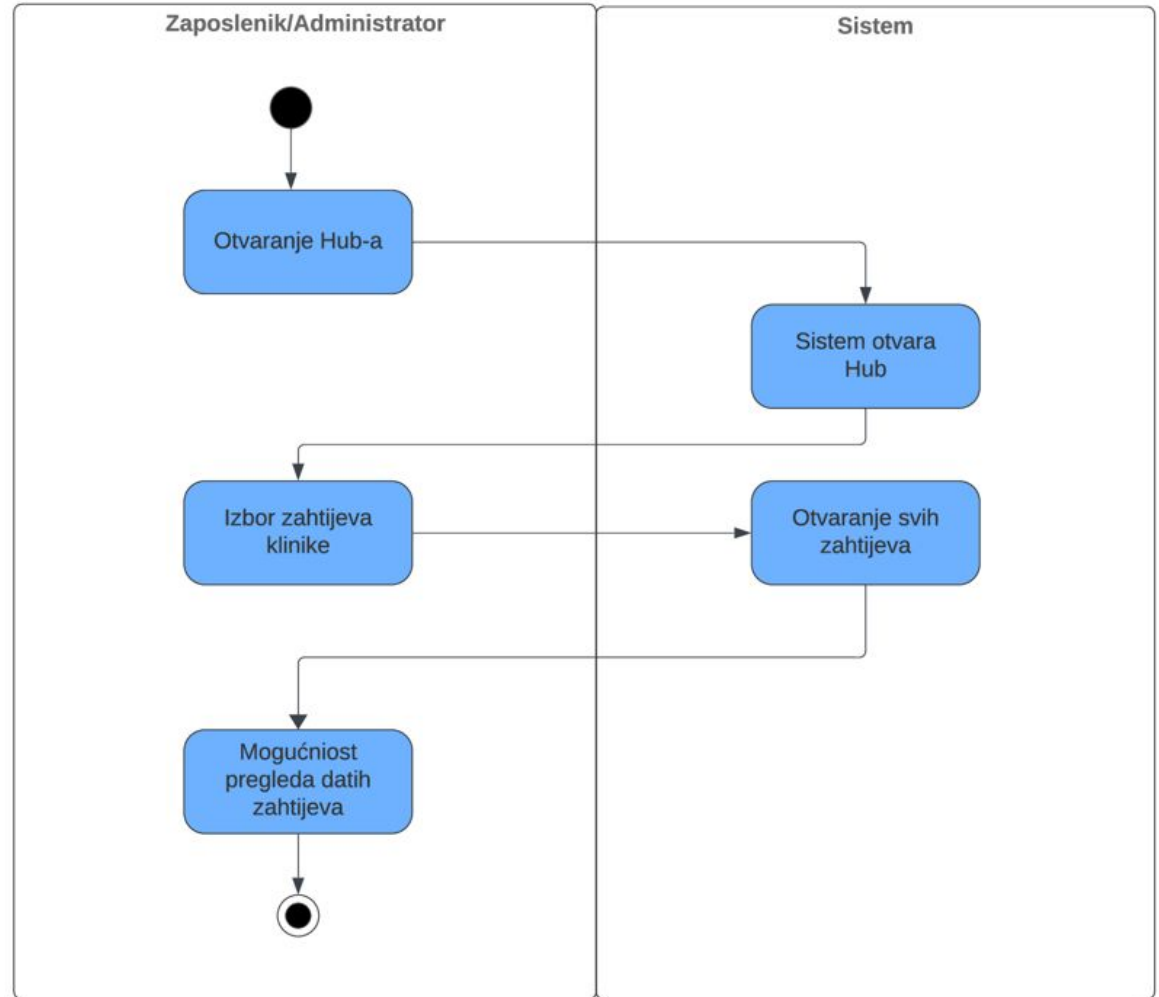 Zaposlenik/Administrator
Sistem
Otvaranje Hub-a
Sistem otvara
Hub
Izbor zahtijeva
klinike
Otvaranje svih
zahtijeva
Mogućniost
pregleda datih
zahtijeva